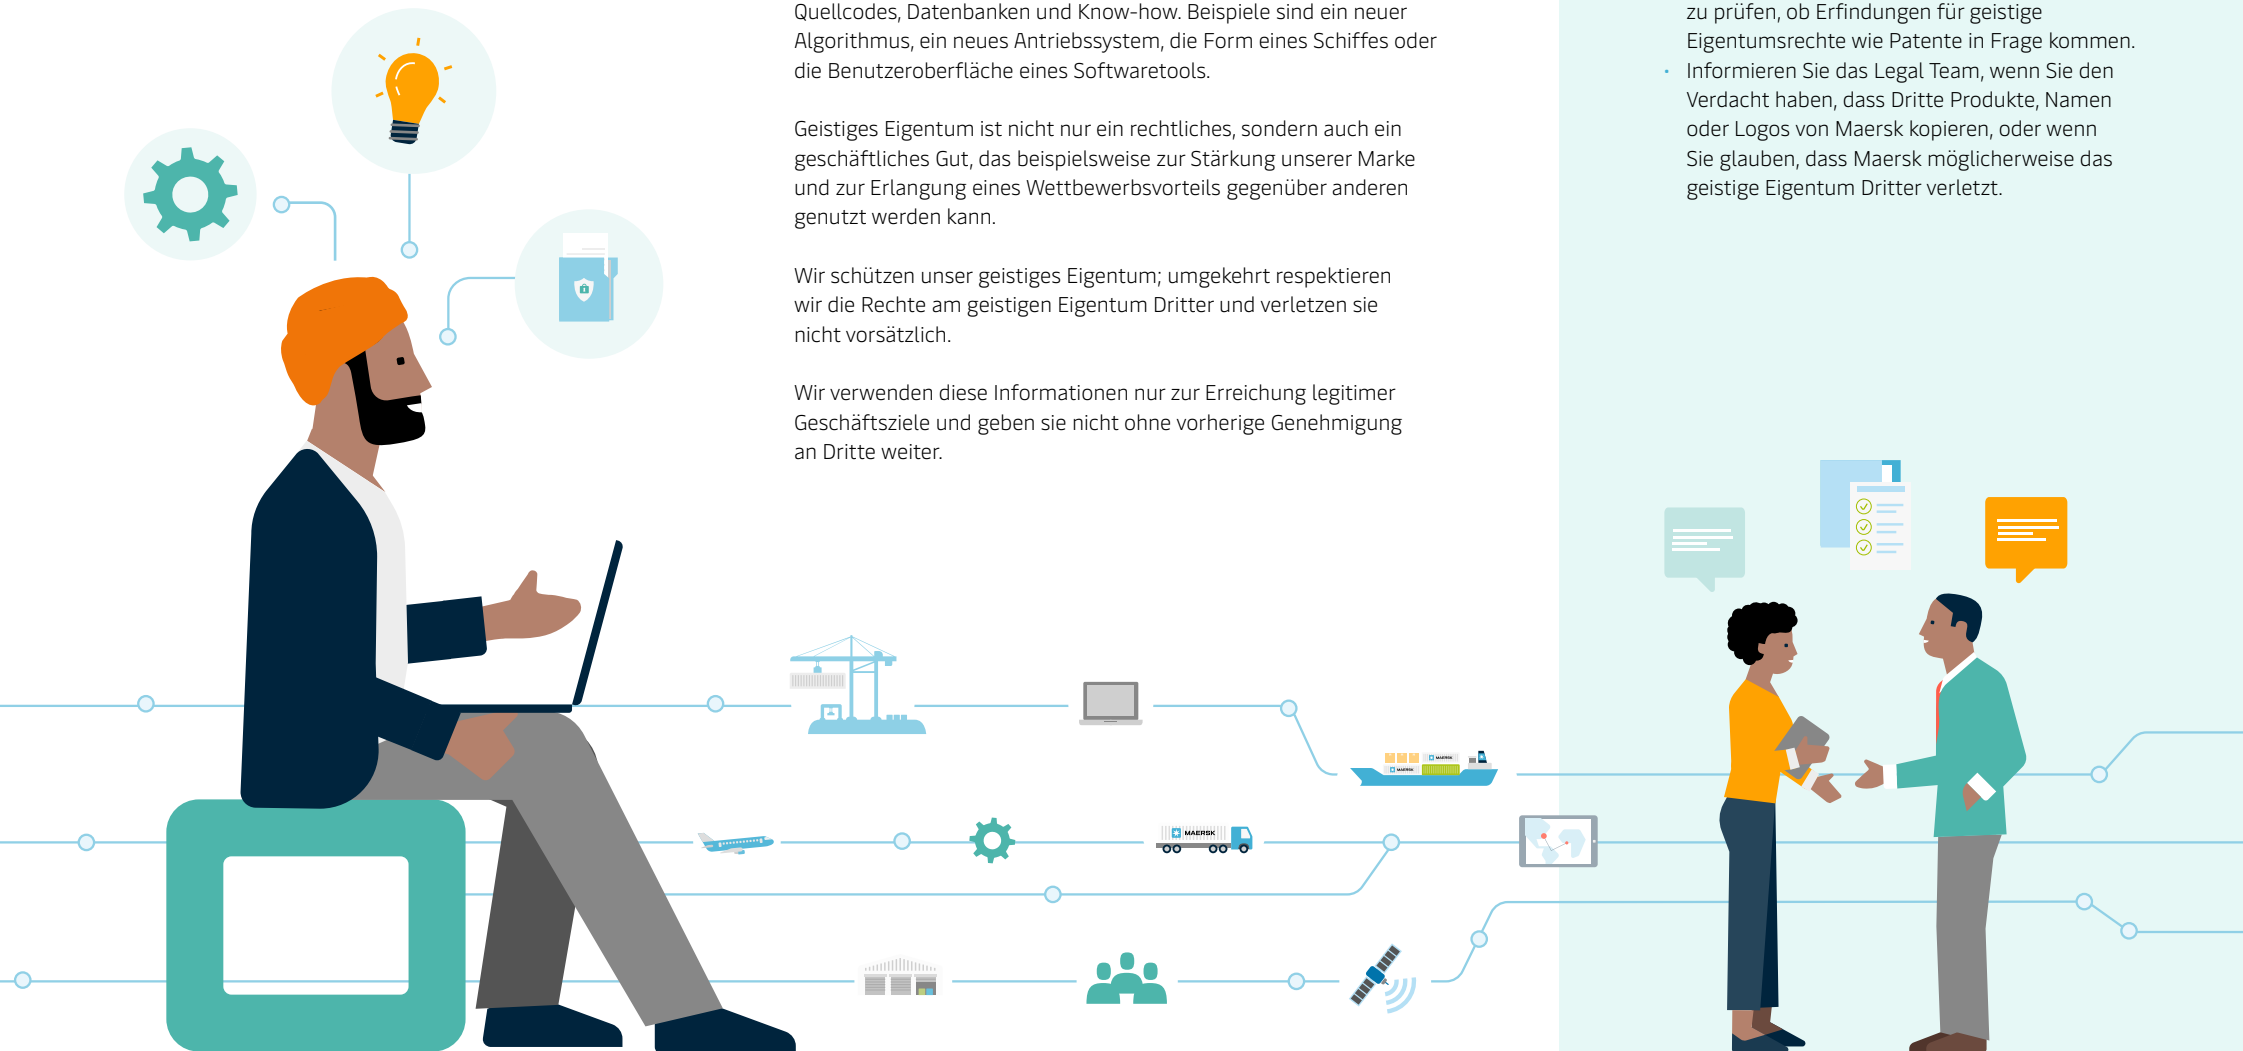 Quellcodes, Datenbanken und Know-how. Beispiele sind ein neuer
Algorithmus, ein neues Antriebssystem, die Form eines Schiffes oder
die Benutzeroberfläche eines Softwaretools.
Geistiges Eigentum ist nicht nur ein rechtliches, sondern auch ein
geschäftliches Gut, das beispielsweise zur Stärkung unserer Marke
und zur Erlangung eines Wettbewerbsvorteils gegenüber anderen
genutzt werden kann.
Wir schützen unser geistiges Eigentum; umgekehrt respektieren
wir die Rechte am geistigen Eigentum Dritter und verletzen sie
nicht vorsätzlich.
Wir verwenden diese Informationen nur zur Erreichung legitimer
Geschäftsziele und geben sie nicht ohne vorherige Genehmigung
an Dritte weiter.
zu prüfen, ob Erfindungen für geistige
Eigentumsrechte wie Patente in Frage kommen.
• Informieren Sie das Legal Team, wenn Sie den
Verdacht haben, dass Dritte Produkte, Namen
oder Logos von Maersk kopieren, oder wenn
Sie glauben, dass Maersk möglicherweise das
geistige Eigentum Dritter verletzt.
MAERSK
MAERSK
MAERSK